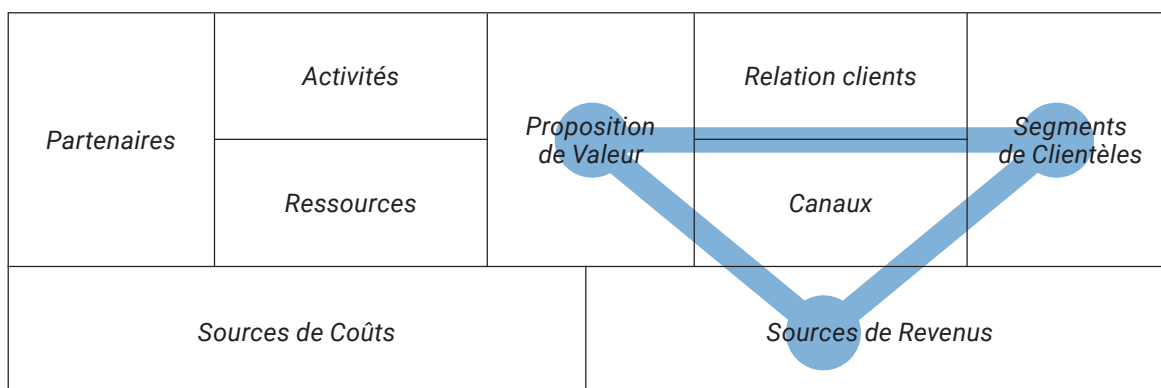 Partenaires
Activités
Ressources
Proposition
de Valeur
Relation clients
Canaux
Segments
de Clientèles
Sources de Coûts
Sources de Revenus